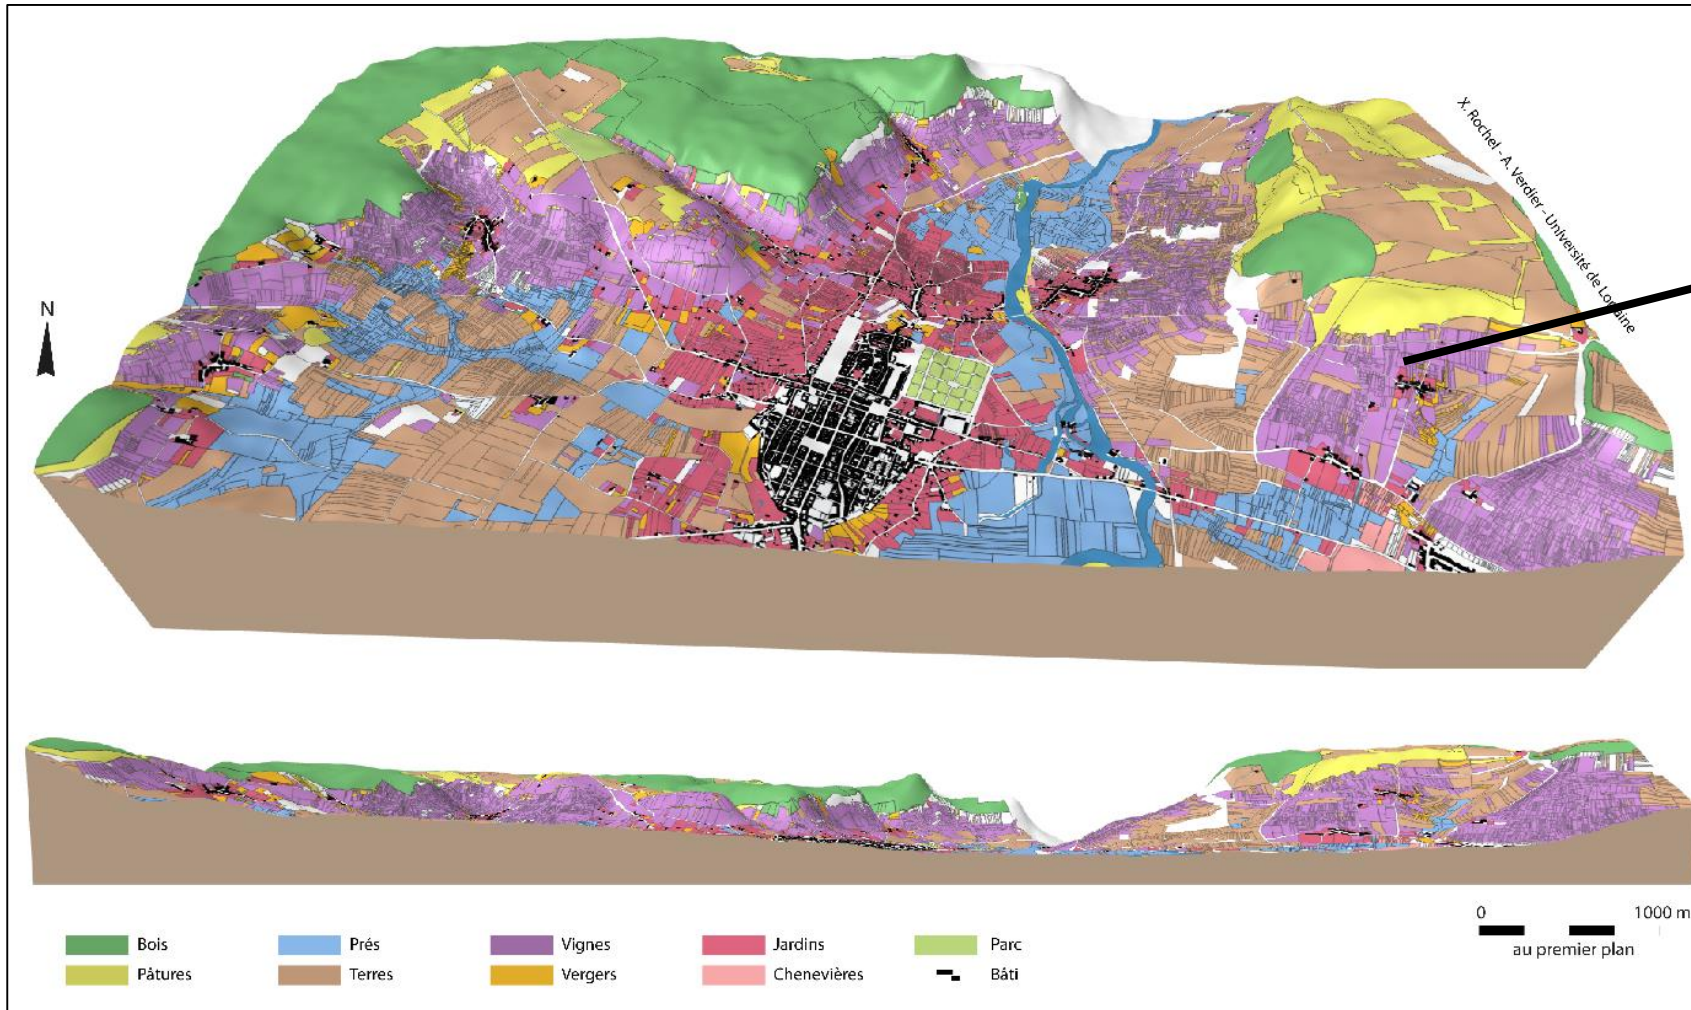 X. Rochel - A. Verdier - Université de Lorraine
N
0 1000 m
au premier plan
Bois Prés Vignes Jardins Parc
Pâtures Terres Vergers Chenevières Bâti